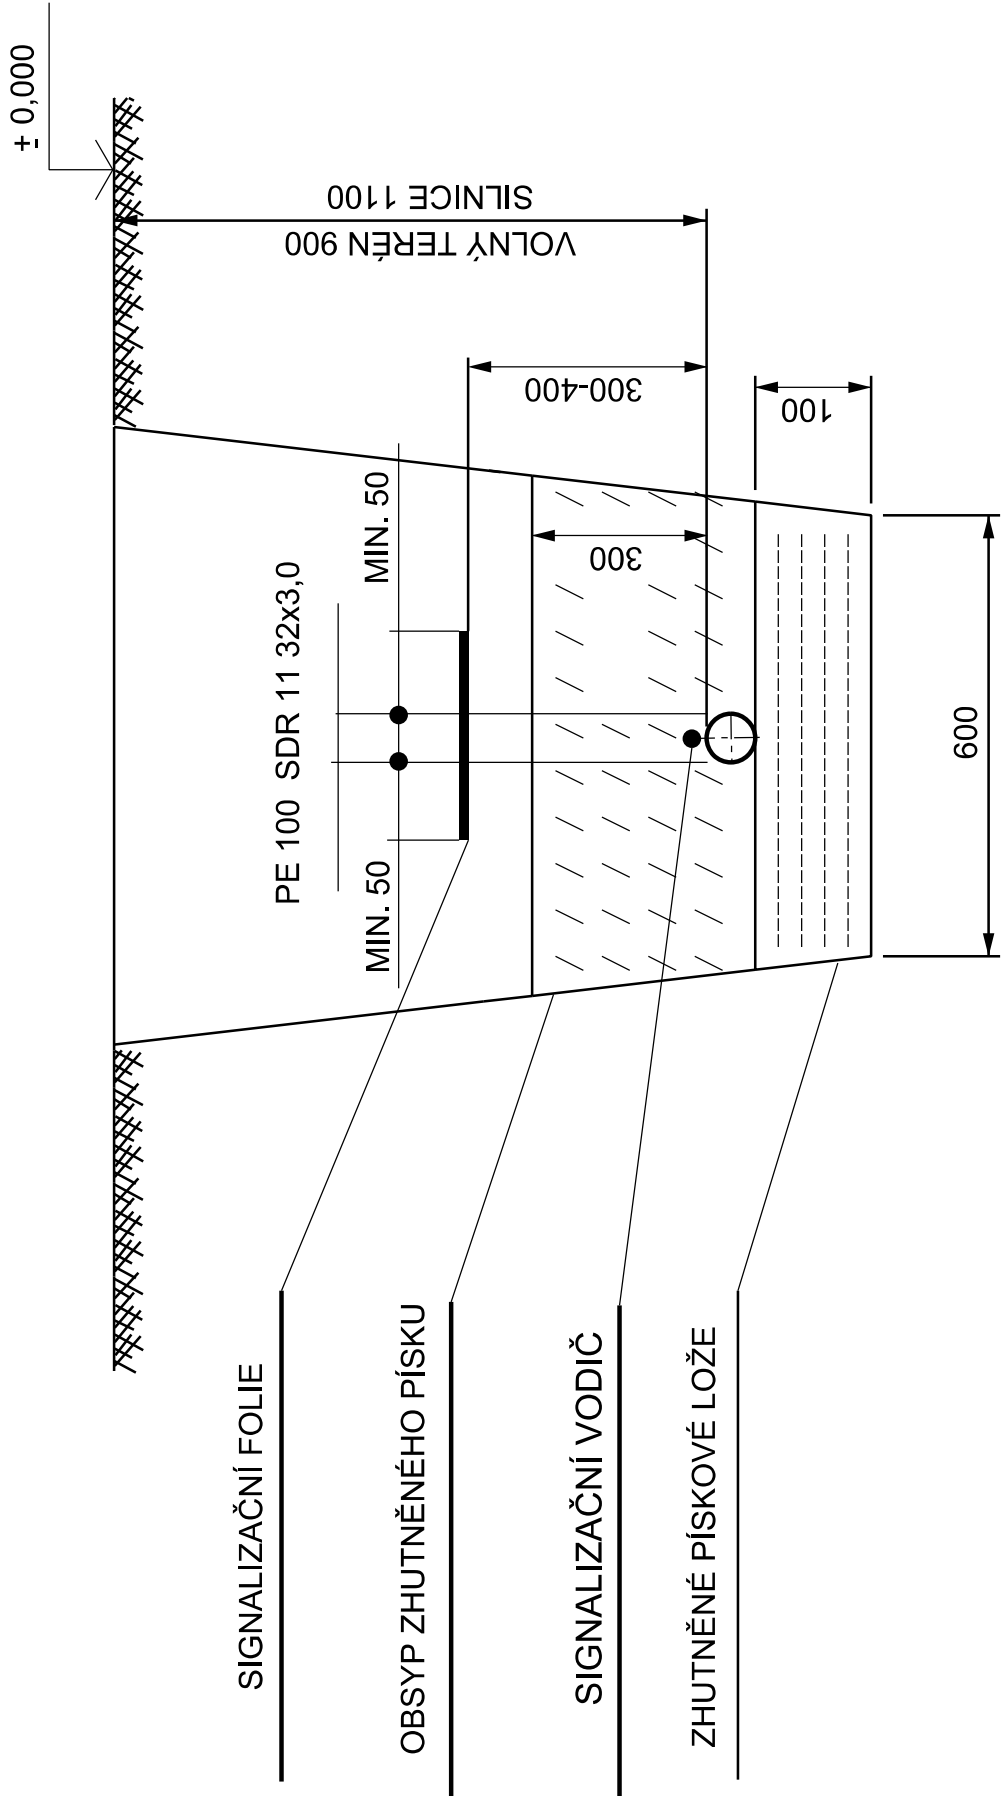 ± 0,000
SILNICE 1100
VOLNÝ TERÉN 900
300-400
100
MIN. 50
300
PE 100 SDR 11 32x3,0
MIN. 50
600
SIGNALIZAČNÍ FOLIE
OBSYP ZHUTNĚNÉHO PÍSKU
SIGNALIZAČNÍ VODIČ
ZHUTNĚNÉ PÍSKOVÉ LOŽE